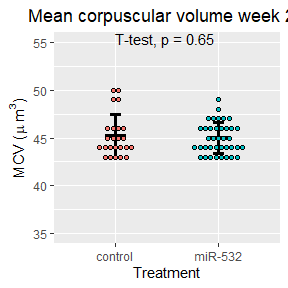 Mean corpuscular volume week 2
T-test, p = 0.65
55
50
45
40
35
MCV (μm³)
control
miR-532
Treatment